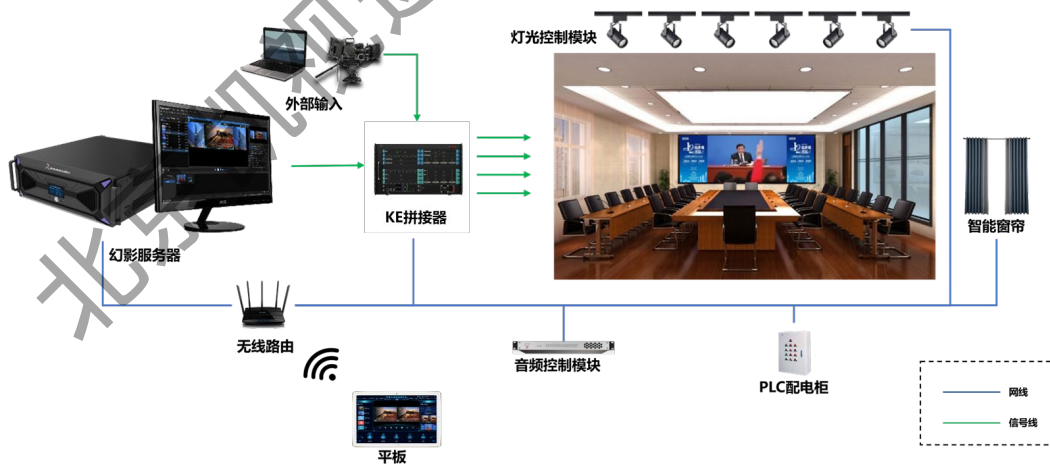 灯光控制模块
外部输入
KE拼接器
智能窗帘
幻影服务器
无线路由
音频控制模块
PLC配电柜
网线
信号线
平板